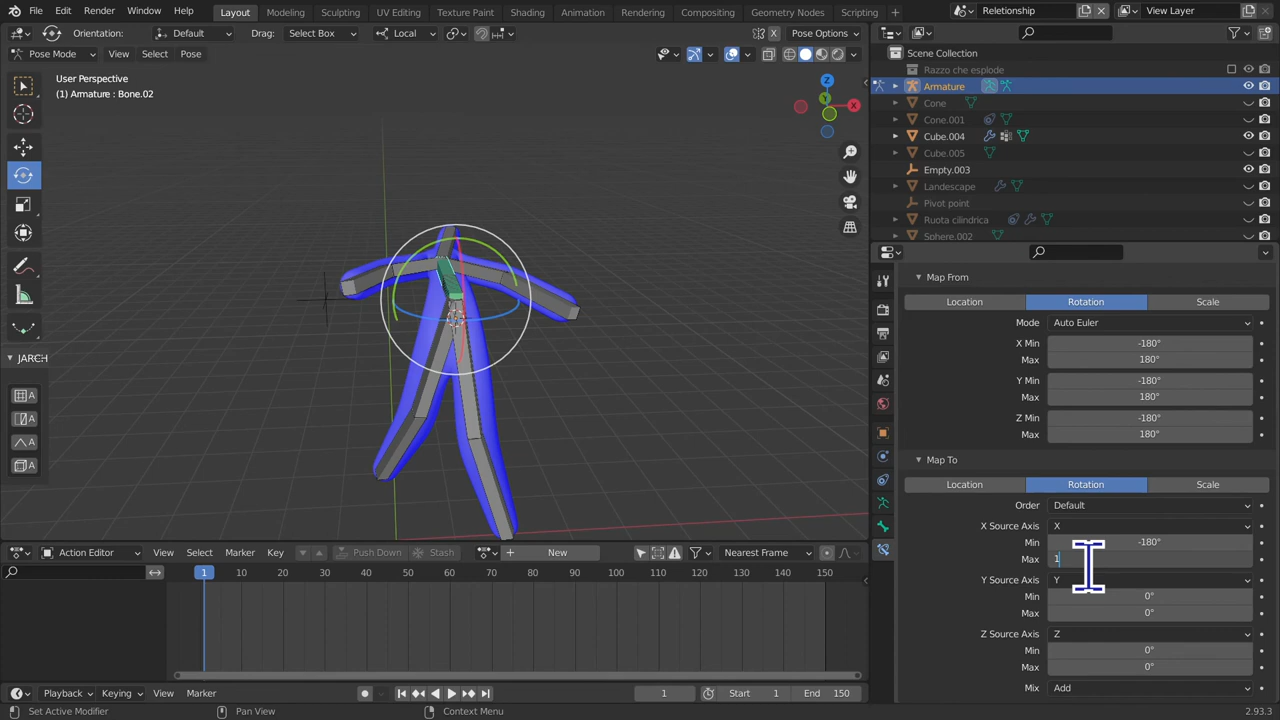 File Edit Render Window Help Layout Modeling Sculpting UV Editing Texture Paint Shading Animation Rendering Compositing Geometry Nodes Scripting + Relationship View Layer
Orientation: Default Drag: Select Box Local X Pose Options
Pose Mode View Select Pose
User Perspective
(1) Armature : Bone.02
Z
Y
X
JARCH
A
A
A
A
Scene Collection
Razzo che esplode
Armature
Cone
Cone.001
Cube.004
Cube.005
Empty.003
Landscape
Pivot point
Ruota cilindrica
Sphere.002
Map From
Location Rotation Scale
Mode Auto Euler
X Min -180°
Max 180°
Y Min -180°
Max 180°
Z Min -180°
Max 180°
Map To
Location Rotation Scale
Order Default
X Source Axis X
Min -180°
Max 1
Y Source Axis Y
Min 0°
Max 0°
Z Source Axis Z
Min 0°
Max 0°
Mix Add
Action Editor View Select Marker Key Push Down Stash + New Nearest Frame
1 10 20 30 40 50 60 70 80 90 100 110 120 130 140 150
Playback Keying View Marker 1 Start 1 End 150
Set Active Modifier Pan View Context Menu 2.93.3